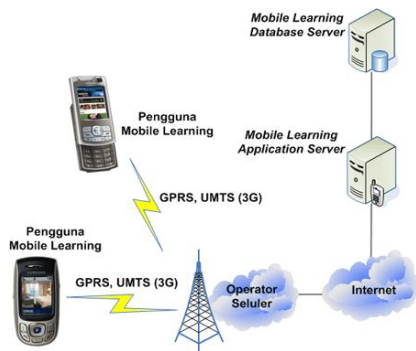 Mobile Learning
Database Server
Pengguna
Mobile Learning
Mobile Learning
Application Server
GPRS, UMTS (3G)
Pengguna
Mobile Learning
GPRS, UMTS (3G)
Operator
Seluler
Internet